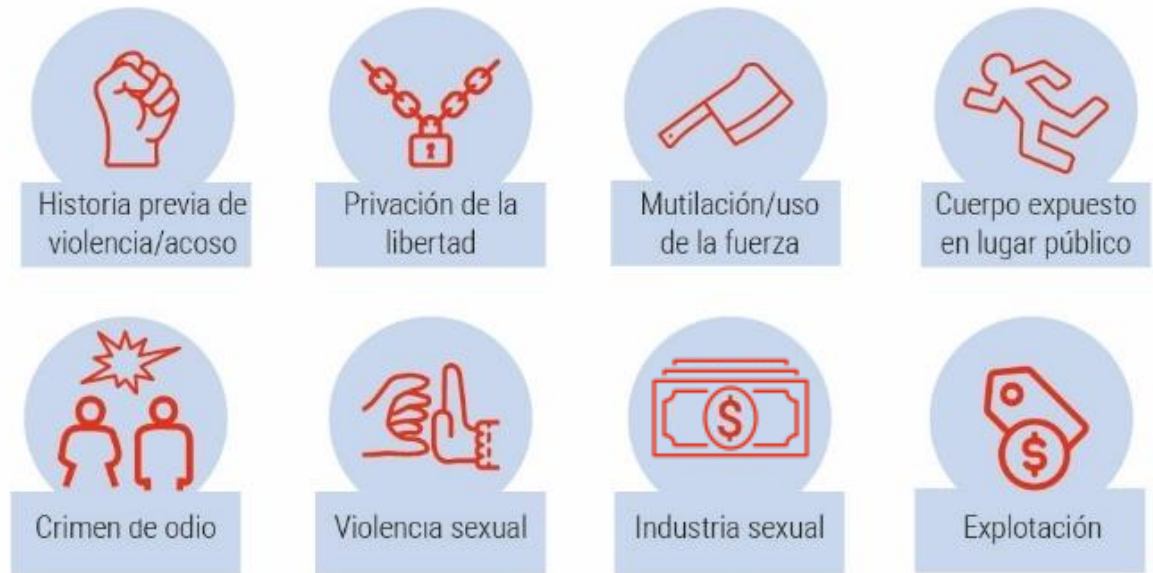 Historia previa de
violencia/acoso
Privación de la
libertad
Mutilación/uso
de la fuerza
Cuerpo expuesto
en lugar público
Crimen de odio
Violencia sexual
$
Industria sexual
$
Explotación